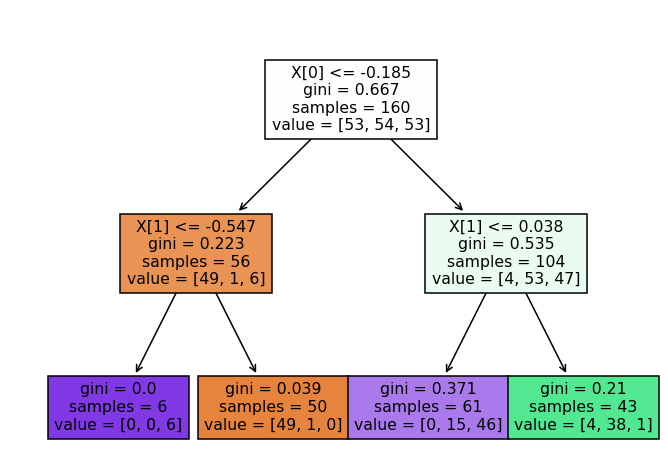 X[0] <= -0.185
gini = 0.667
samples = 160
value = [53, 54, 53]
X[1] <= -0.547
gini = 0.223
samples = 56
value = [49, 1, 6]
X[1] <= 0.038
gini = 0.535
samples = 104
value = [4, 53, 47]
gini = 0.0
samples = 6
value = [0, 0, 6]
gini = 0.039
samples = 50
value = [49, 1, 0]
gini = 0.371
samples = 61
value = [0, 15, 46]
gini = 0.21
samples = 43
value = [4, 38, 1]